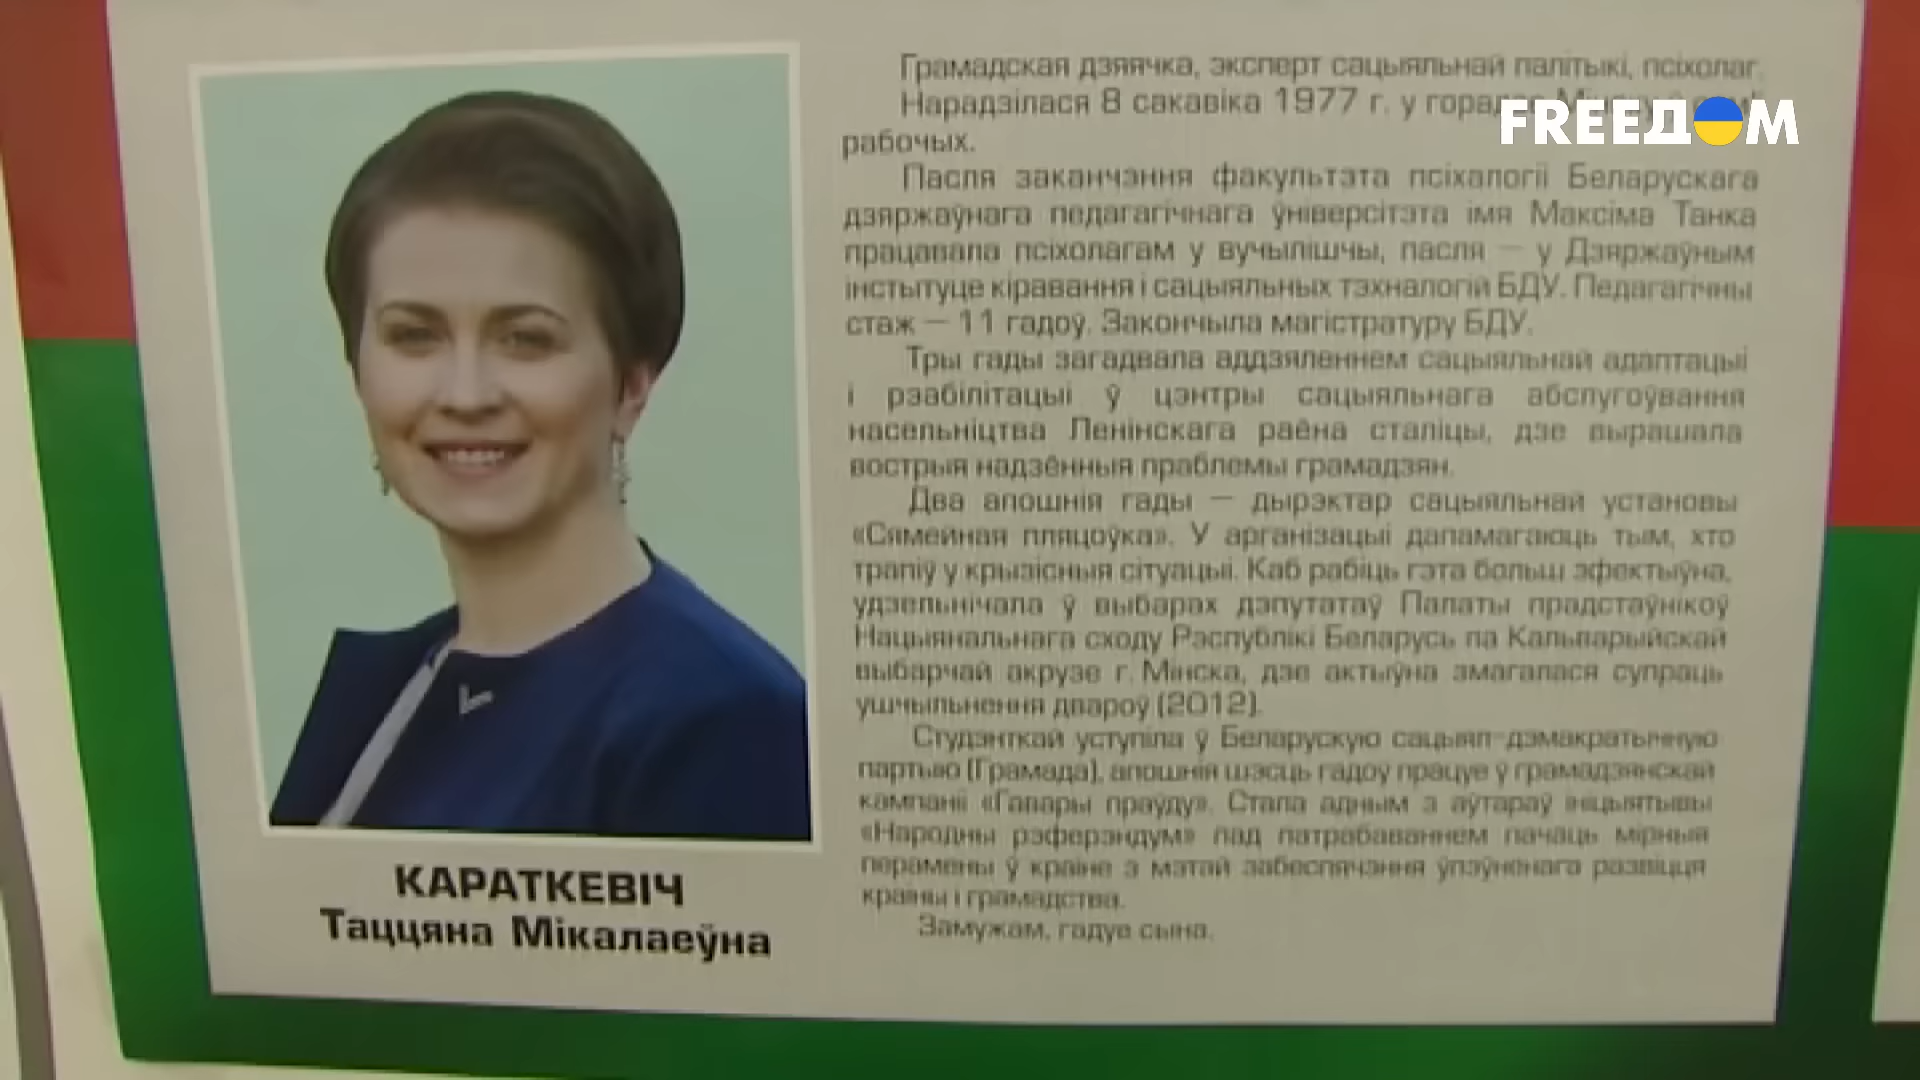 Грамадская дзяячка, эксперт сацыяльнай палітыкі, псіхолаг.
Нарадзілася 8 сакавіка 1977 г. у горадзе Мінску ў сям'і
FREEДОМ
рабочых.
Пасля заканчэння факультэта псіхалогіі Беларускага
дзяржаўнага педагагічнага ўніверсітэта імя Максіма Танка
працавала псіхолагам у вучылішчы, пасля — у Дзяржаўным
інстытуце кіравання і сацыяльных тэхналогій БДУ. Педагагічны
стаж — 11 гадоў. Закончыла магістратуру БДУ.
Тры гады загадвала аддзяленнем сацыяльнай адаптацыі
і рэабілітацыі ў цэнтры сацыяльнага абслугоўвання
насельніцтва Ленінскага раёна сталіцы, дзе вырашала
вострыя надзённыя праблемы грамадзян.
Два апошнія гады — дырэктар сацыяльнай установы
«Сямейная пляцоўка». У арганізацыі дапамагаюць тым, хто
трапіў у крызісныя сітуацыі. Каб рабіць гэта больш эфектыўна,
удзельнічала ў выбарах дэпутатаў Палаты прадстаўнікоў
Нацыянальнага сходу Рэспублікі Беларусь па Кальварыйскай
выбарчай акрузе г. Мінска, дзе актыўна змагалася супраць
ушчыльнення двароў (2012).
Студэнткай уступіла ў Беларускую сацыял-дэмакратычную
партыю (Грамада), апошнія шэсць гадоў працуе ў грамадзянскай
кампаніі «Гавары праўду». Стала адным з аўтараў ініцыятывы
«Народны рэферэндум» пад патрабаваннем пачаць мірныя
перамены ў краіне з мэтай забеспячэння ўпэўненага развіцця
краіны і грамадства.
Замужам, гадуе сына.
КАРАТКЕВІЧ
Таццяна Мікалаеўна